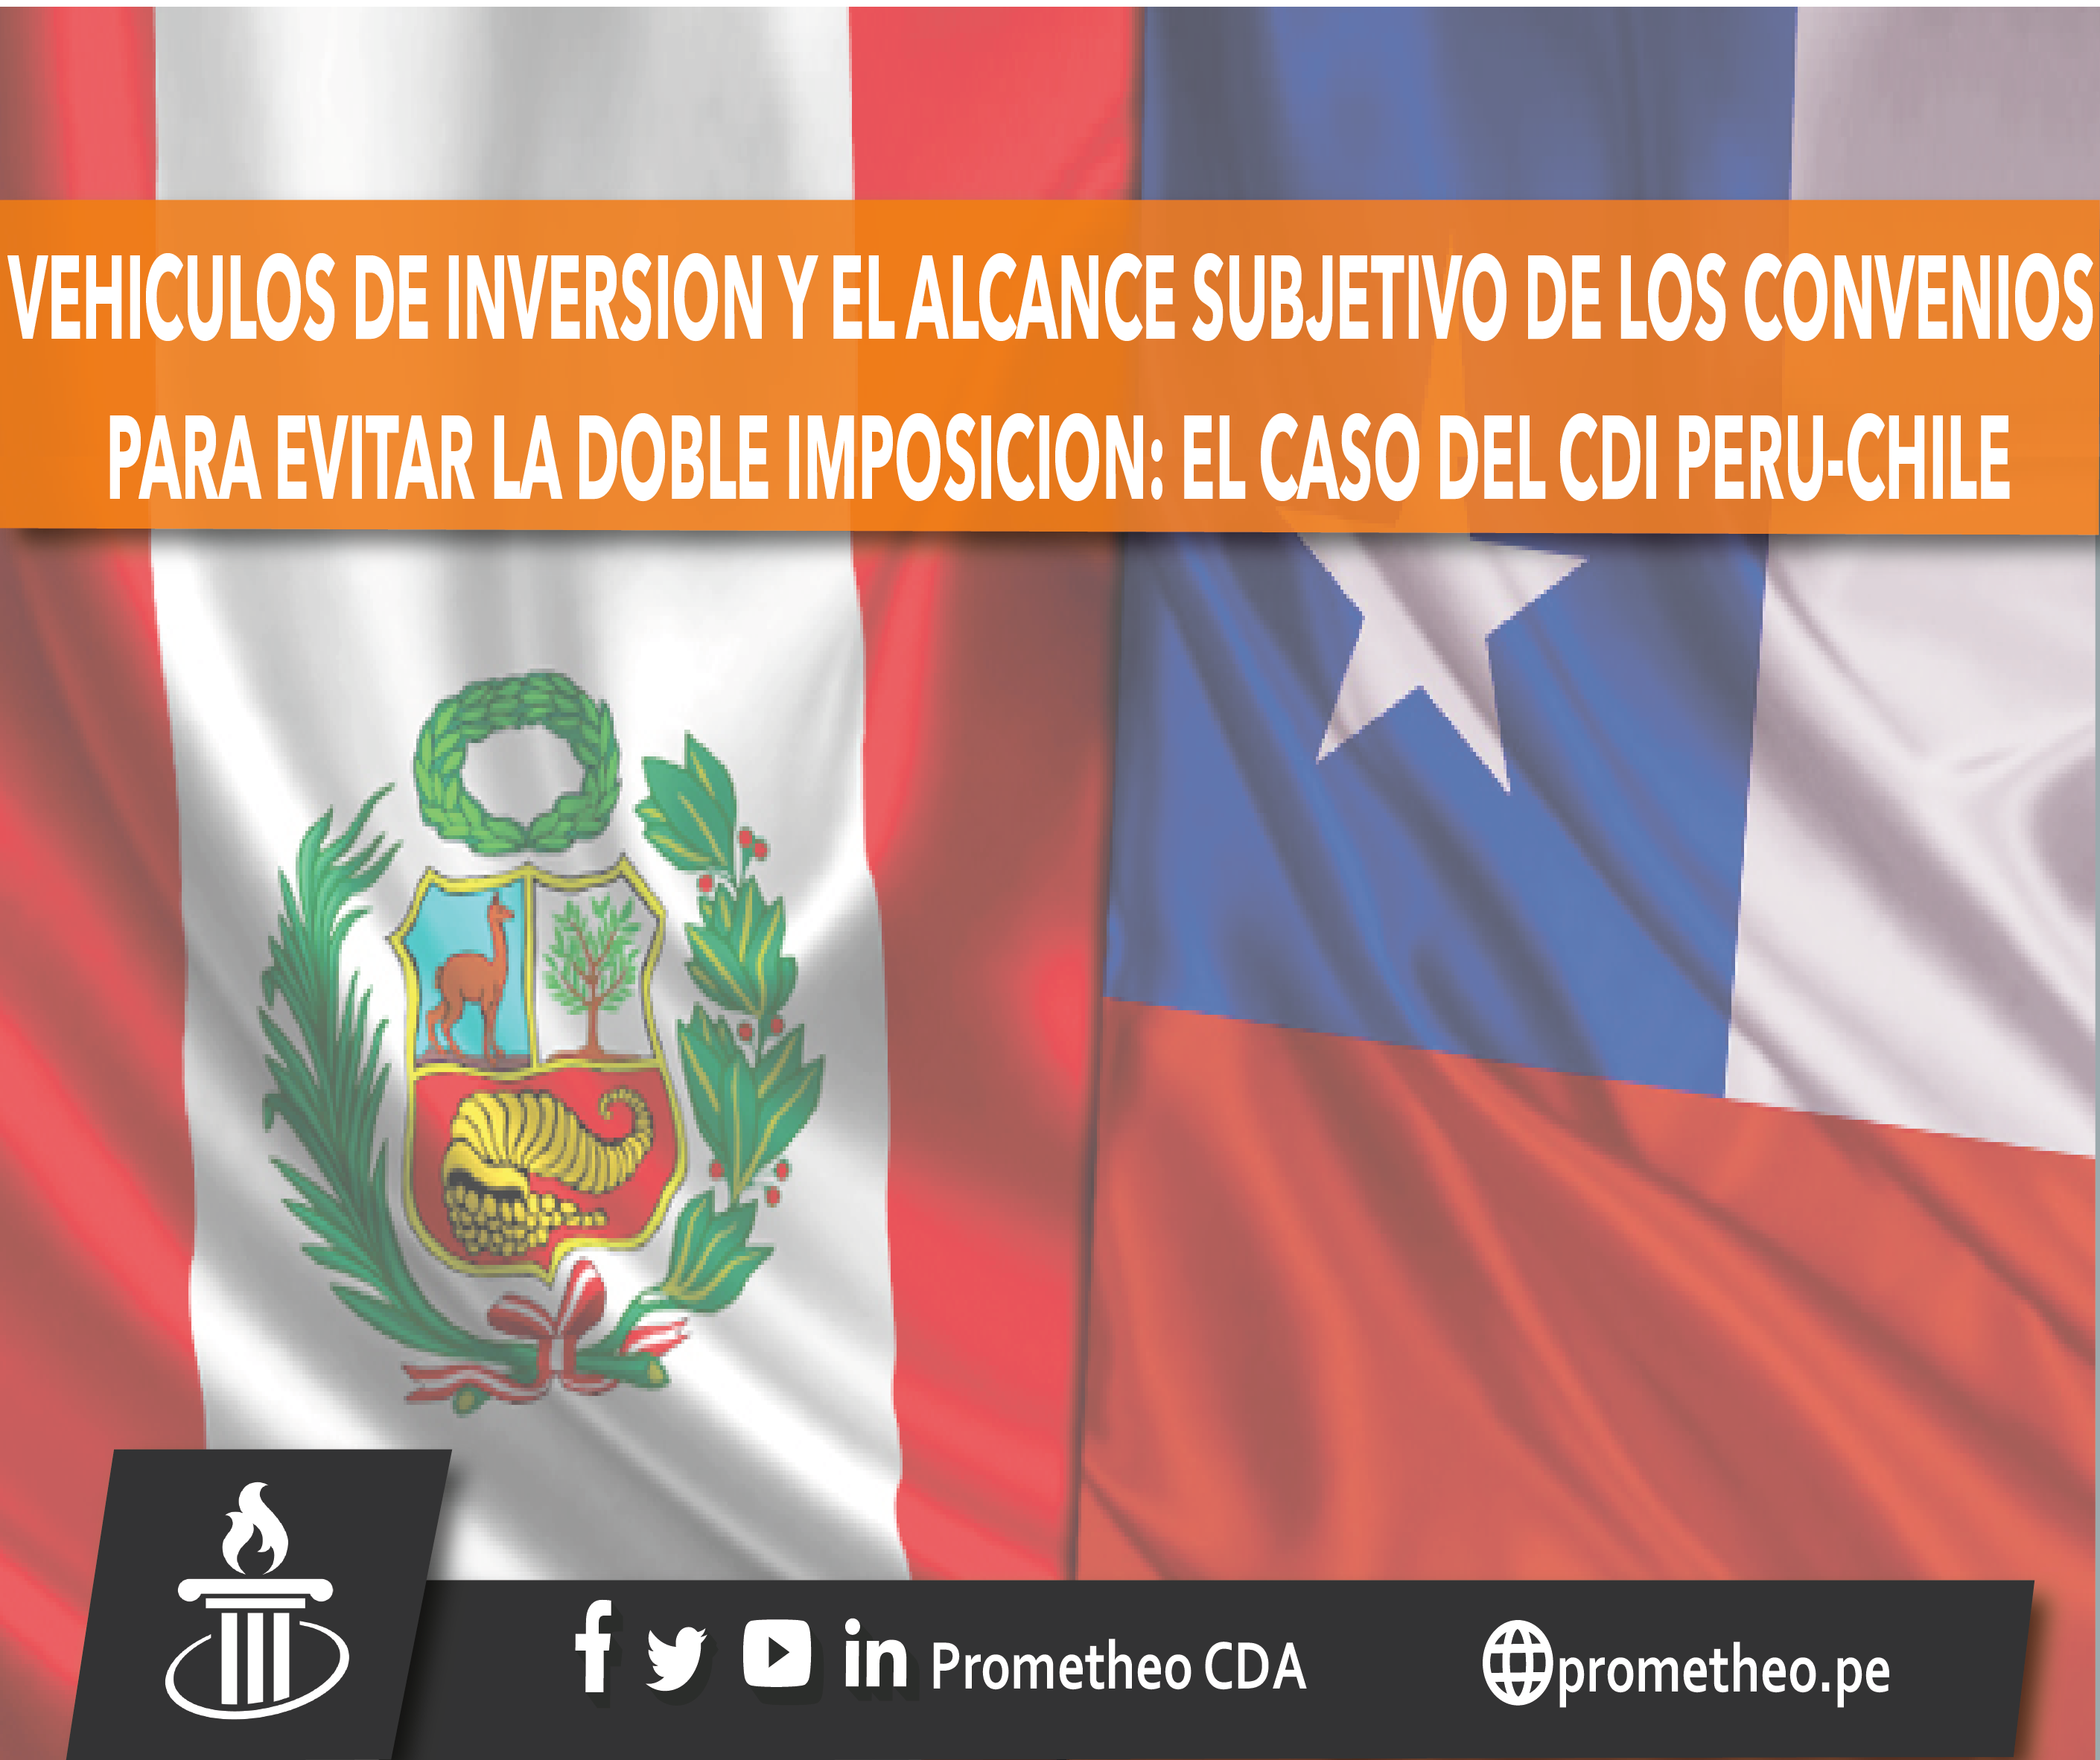 VEHICULOS DE INVERSION Y EL ALCANCE SUBJETIVO DE LOS CONVENIOS
PARA EVITAR LA DOBLE IMPOSICION: EL CASO DEL CDI PERU-CHILE
Prometheo CDA
prometheo.pe